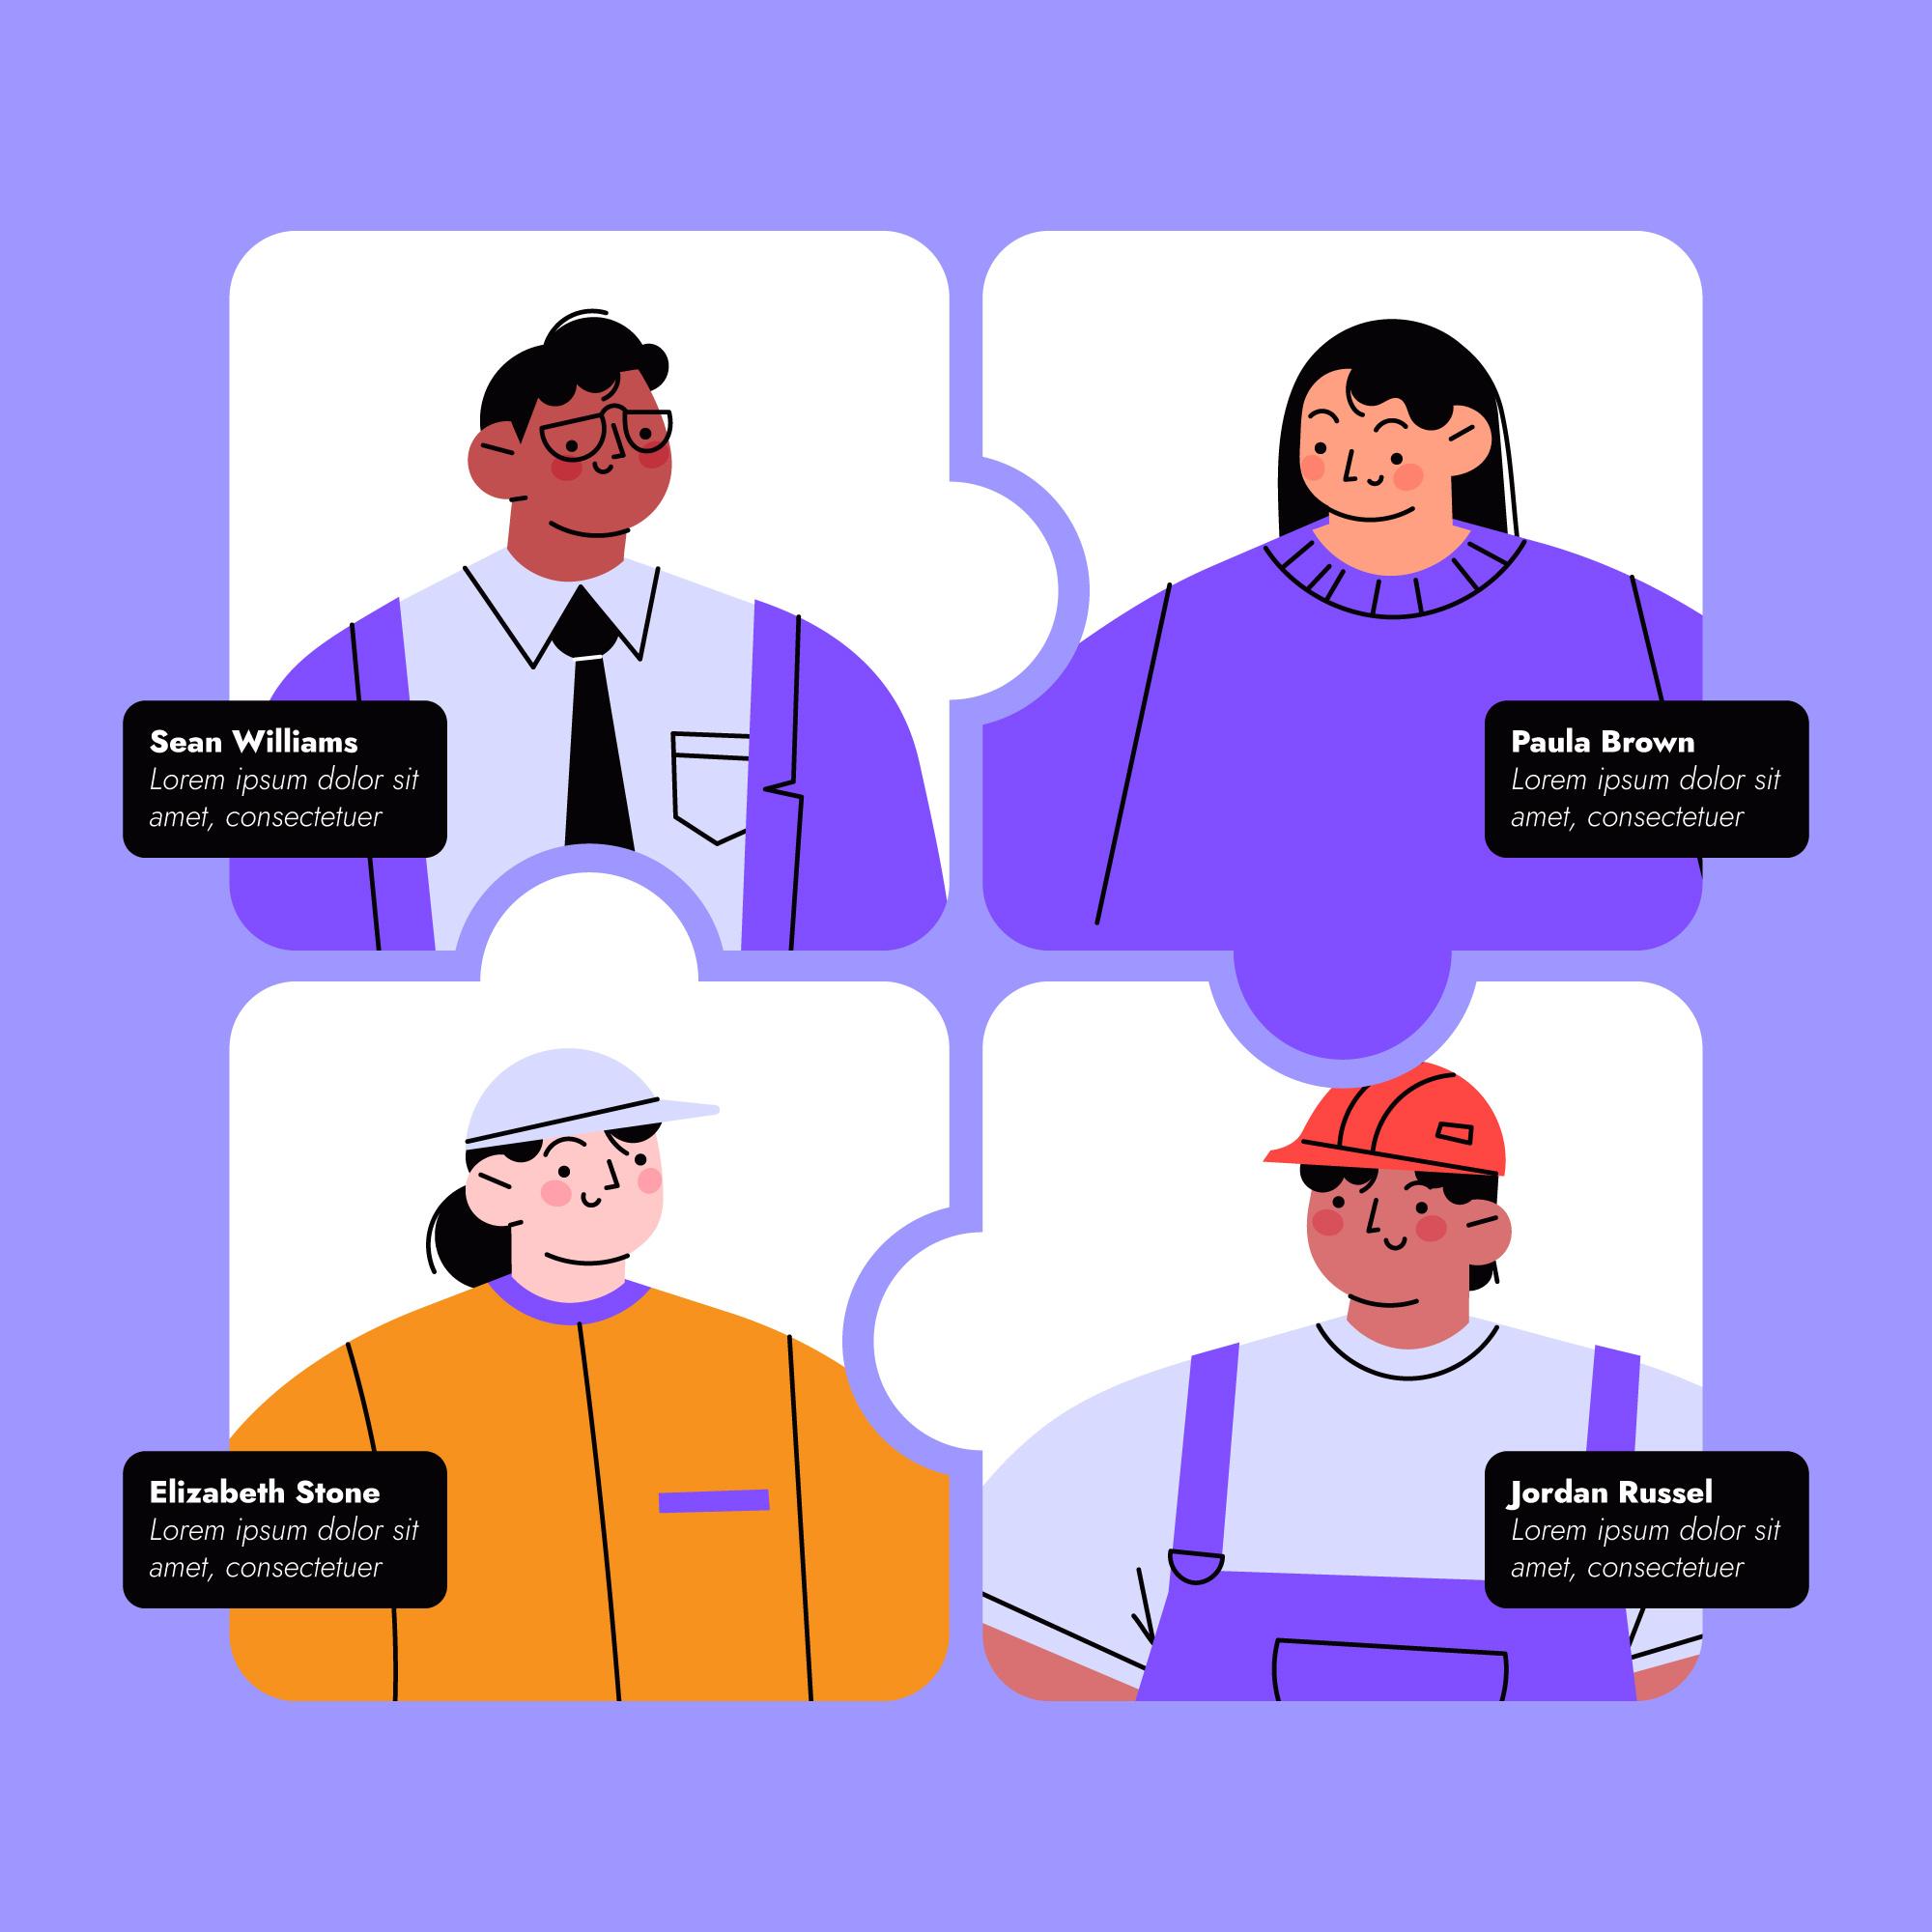 Sean Williams
Lorem ipsum dolor sit
amet, consectetuer
Paula Brown
Lorem ipsum dolor sit
amet, consectetuer
Elizabeth Stone
Lorem ipsum dolor sit
amet, consectetuer
Jordan Russel
Lorem ipsum dolor sit
amet, consectetuer